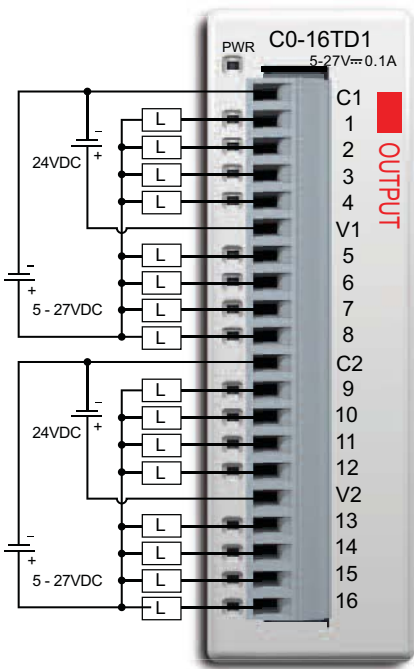 C0-16TD1
PWR
5-27V⎓0.1A
OUTPUT
C1
L 1
L 2
24VDC
L 3
L 4
V1
L 5
L 6
5 - 27VDC
L 7
L 8
C2
L 9
L 10
24VDC
L 11
L 12
V2
L 13
L 14
5 - 27VDC
L 15
L 16
- +
- +
- +
- +